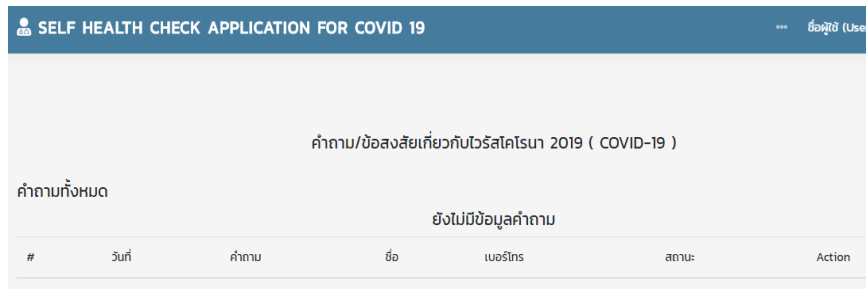 SELF HEALTH CHECK APPLICATION FOR COVID 19 ชื่อผู้ใช้ (Use
คำถาม/ข้อสงสัยเกี่ยวกับไวรัสโคโรนา 2019 ( COVID-19 )
คำถามทั้งหมด
ยังไม่มีข้อมูลคำถาม
# วันที่ คำถาม ชื่อ เบอร์โทร สถานะ Action